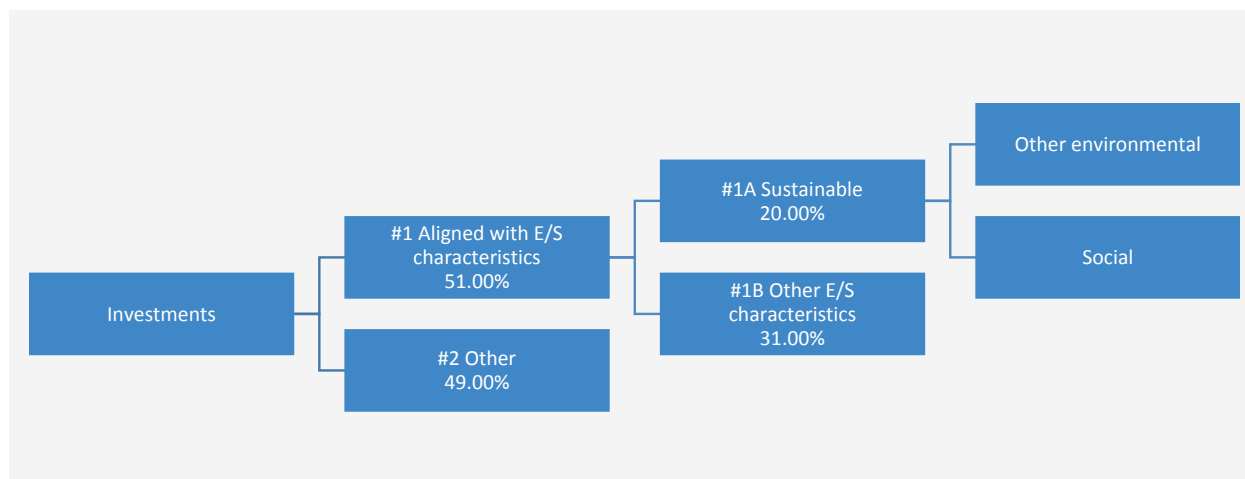 Investments
#1 Aligned with E/S
characteristics
51.00%
#2 Other
49.00%
#1A Sustainable
20.00%
#1B Other E/S
characteristics
31.00%
Other environmental
Social